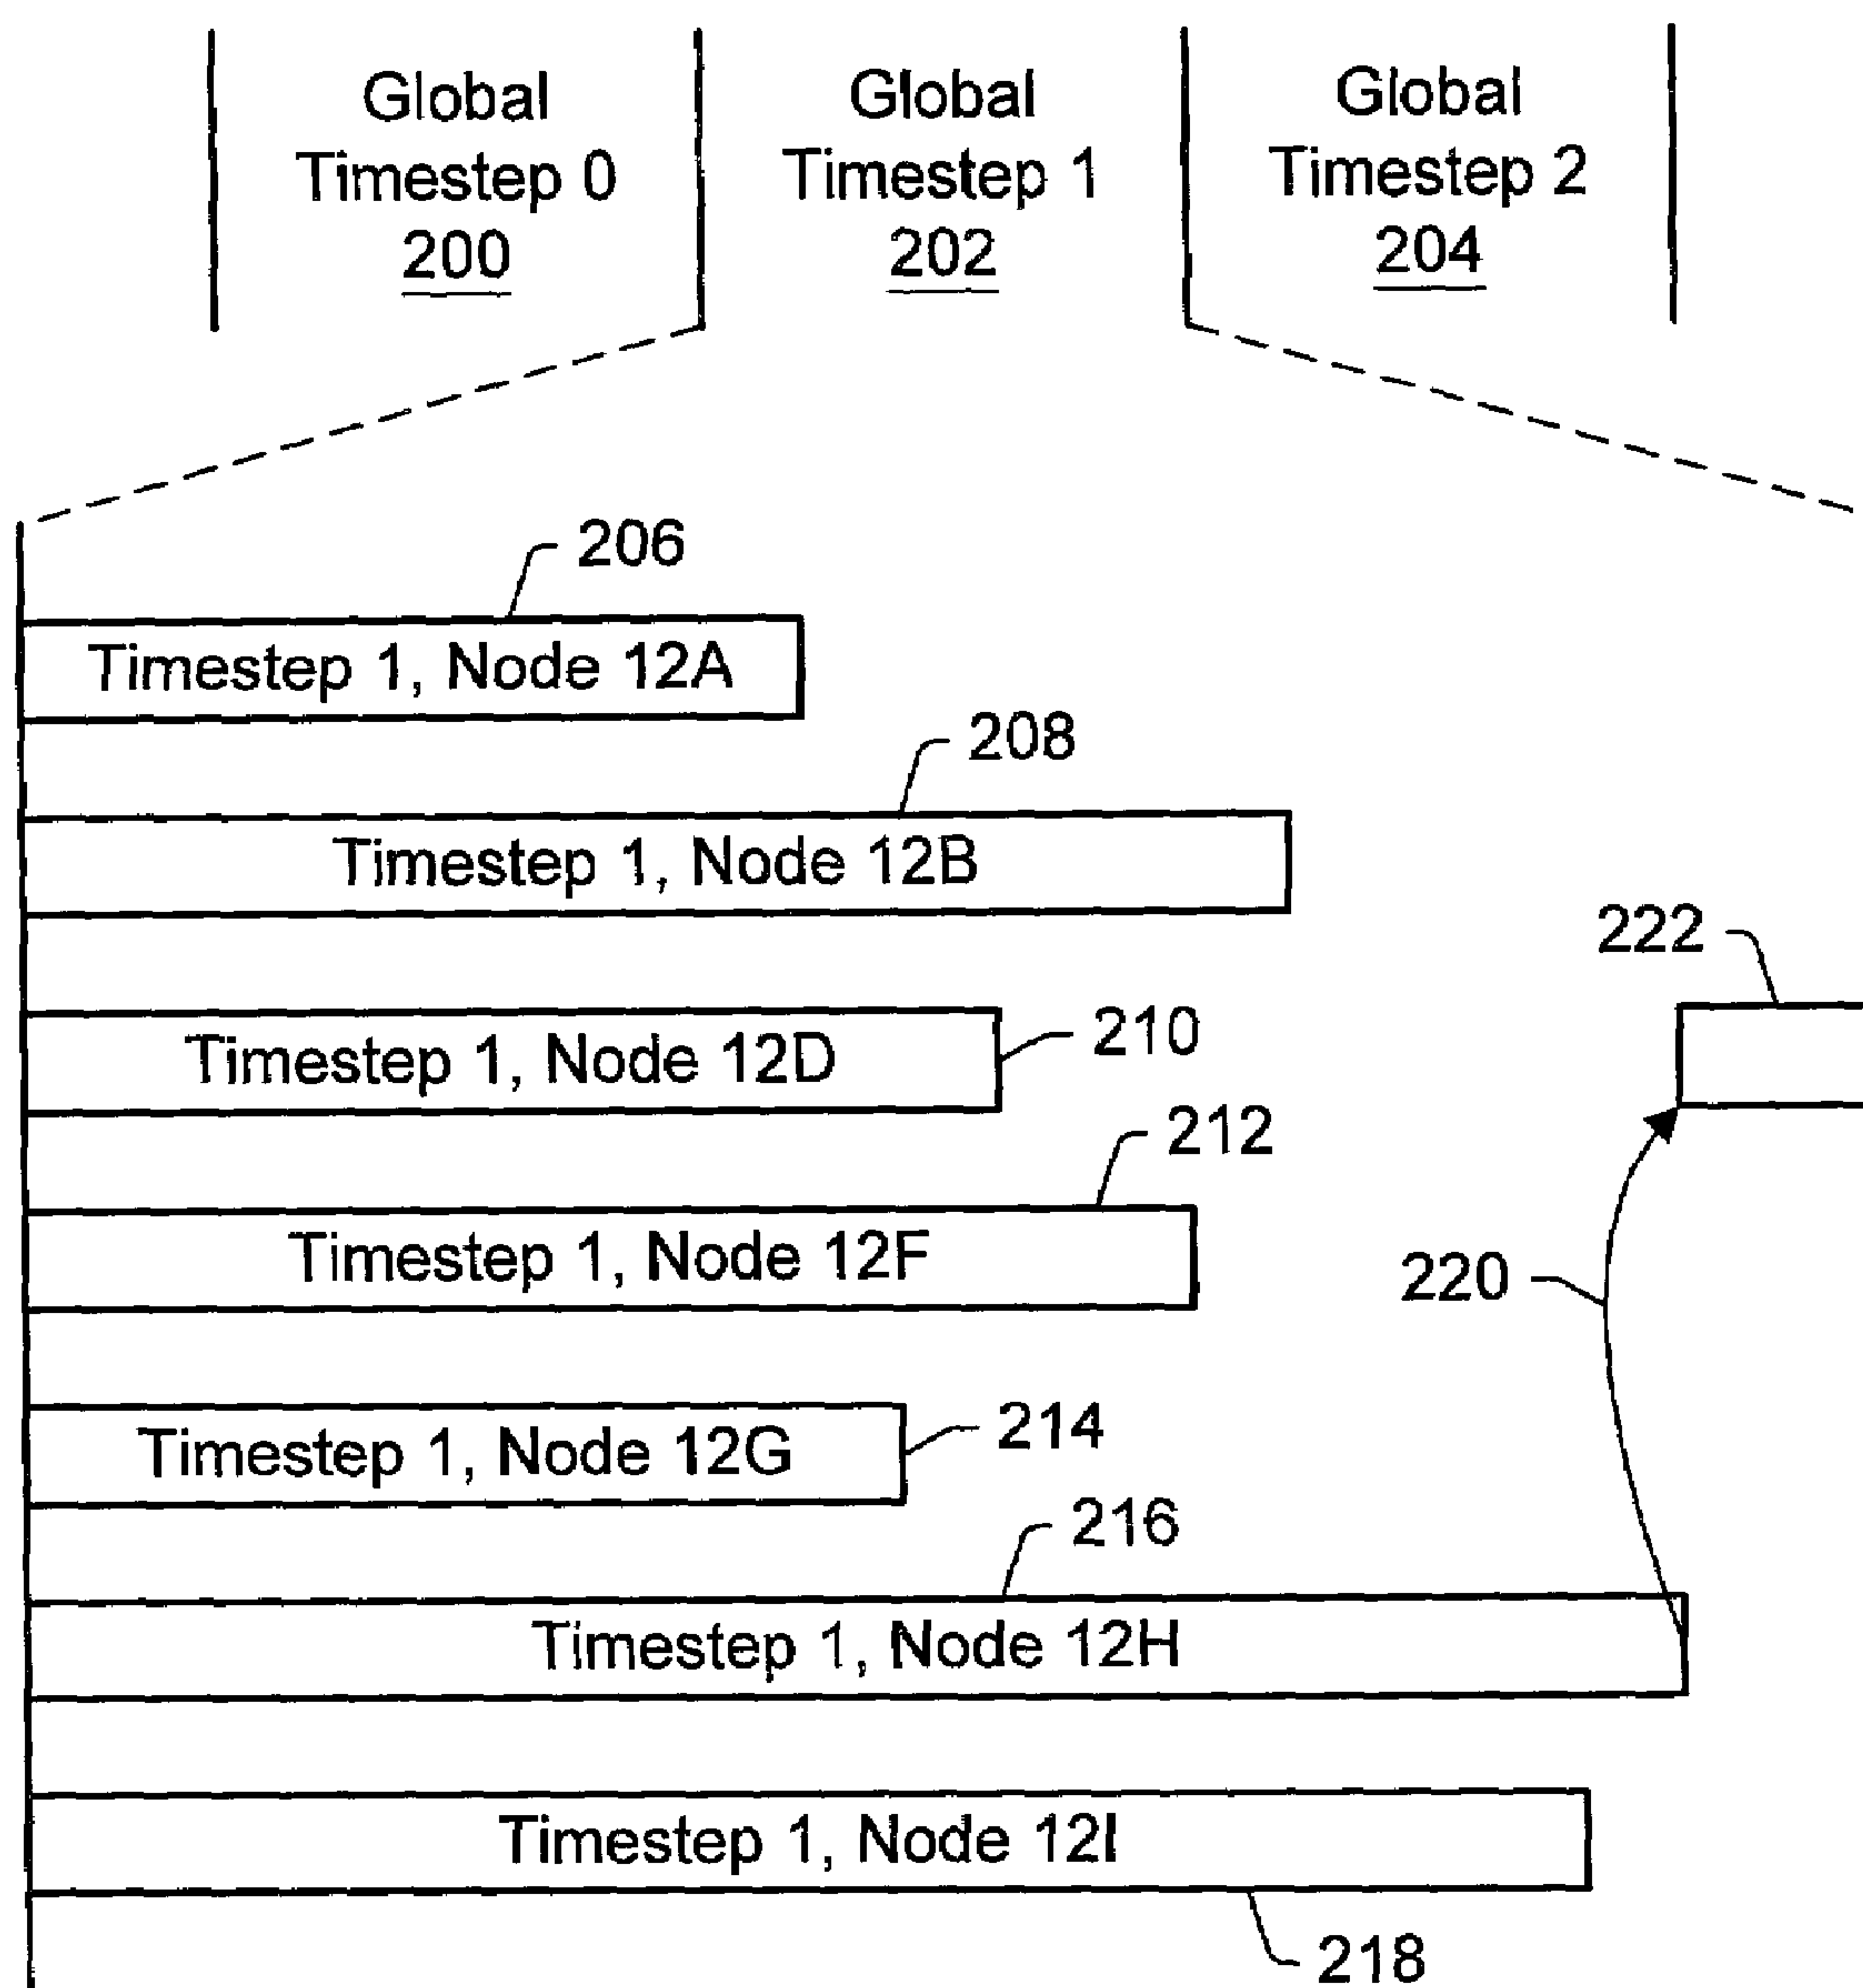 Global
Timestep 0
200
Global
Timestep 1
202
Global
Timestep 2
204
206
Timestep 1, Node 12A
208
Timestep 1, Node 12B
222
Timestep 1, Node 12D
210
212
Timestep 1, Node 12F
220
Timestep 1, Node 12G
214
216
Timestep 1, Node 12H
Timestep 1, Node 12I
218